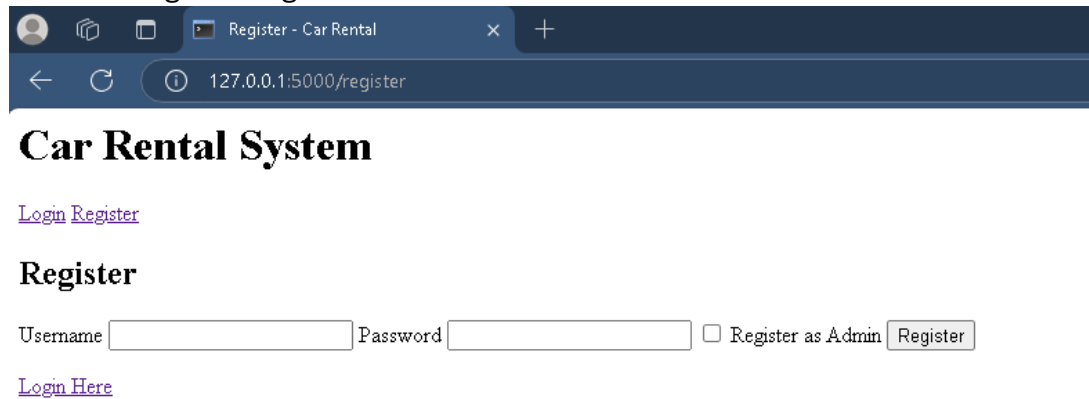 Register - Car Rental
127.0.0.1:5000/register
Car Rental System
Login Register
Register
Username Password Register as Admin Register
Login Here